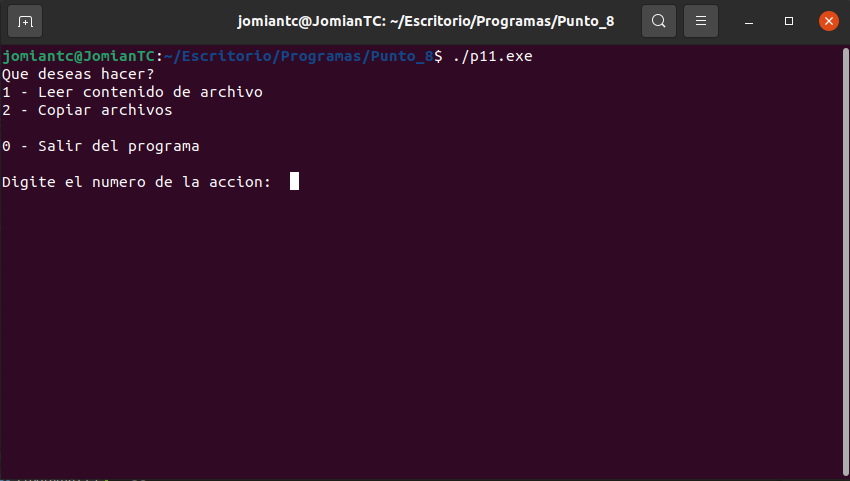 jomiantc@JomianTC: ~/Escritorio/Programas/Punto_8
jomiantc@JomianTC:~/Escritorio/Programas/Punto_8$ ./p11.exe
Que deseas hacer?
1 - Leer contenido de archivo
2 - Copiar archivos
0 - Salir del programa
Digite el numero de la accion: